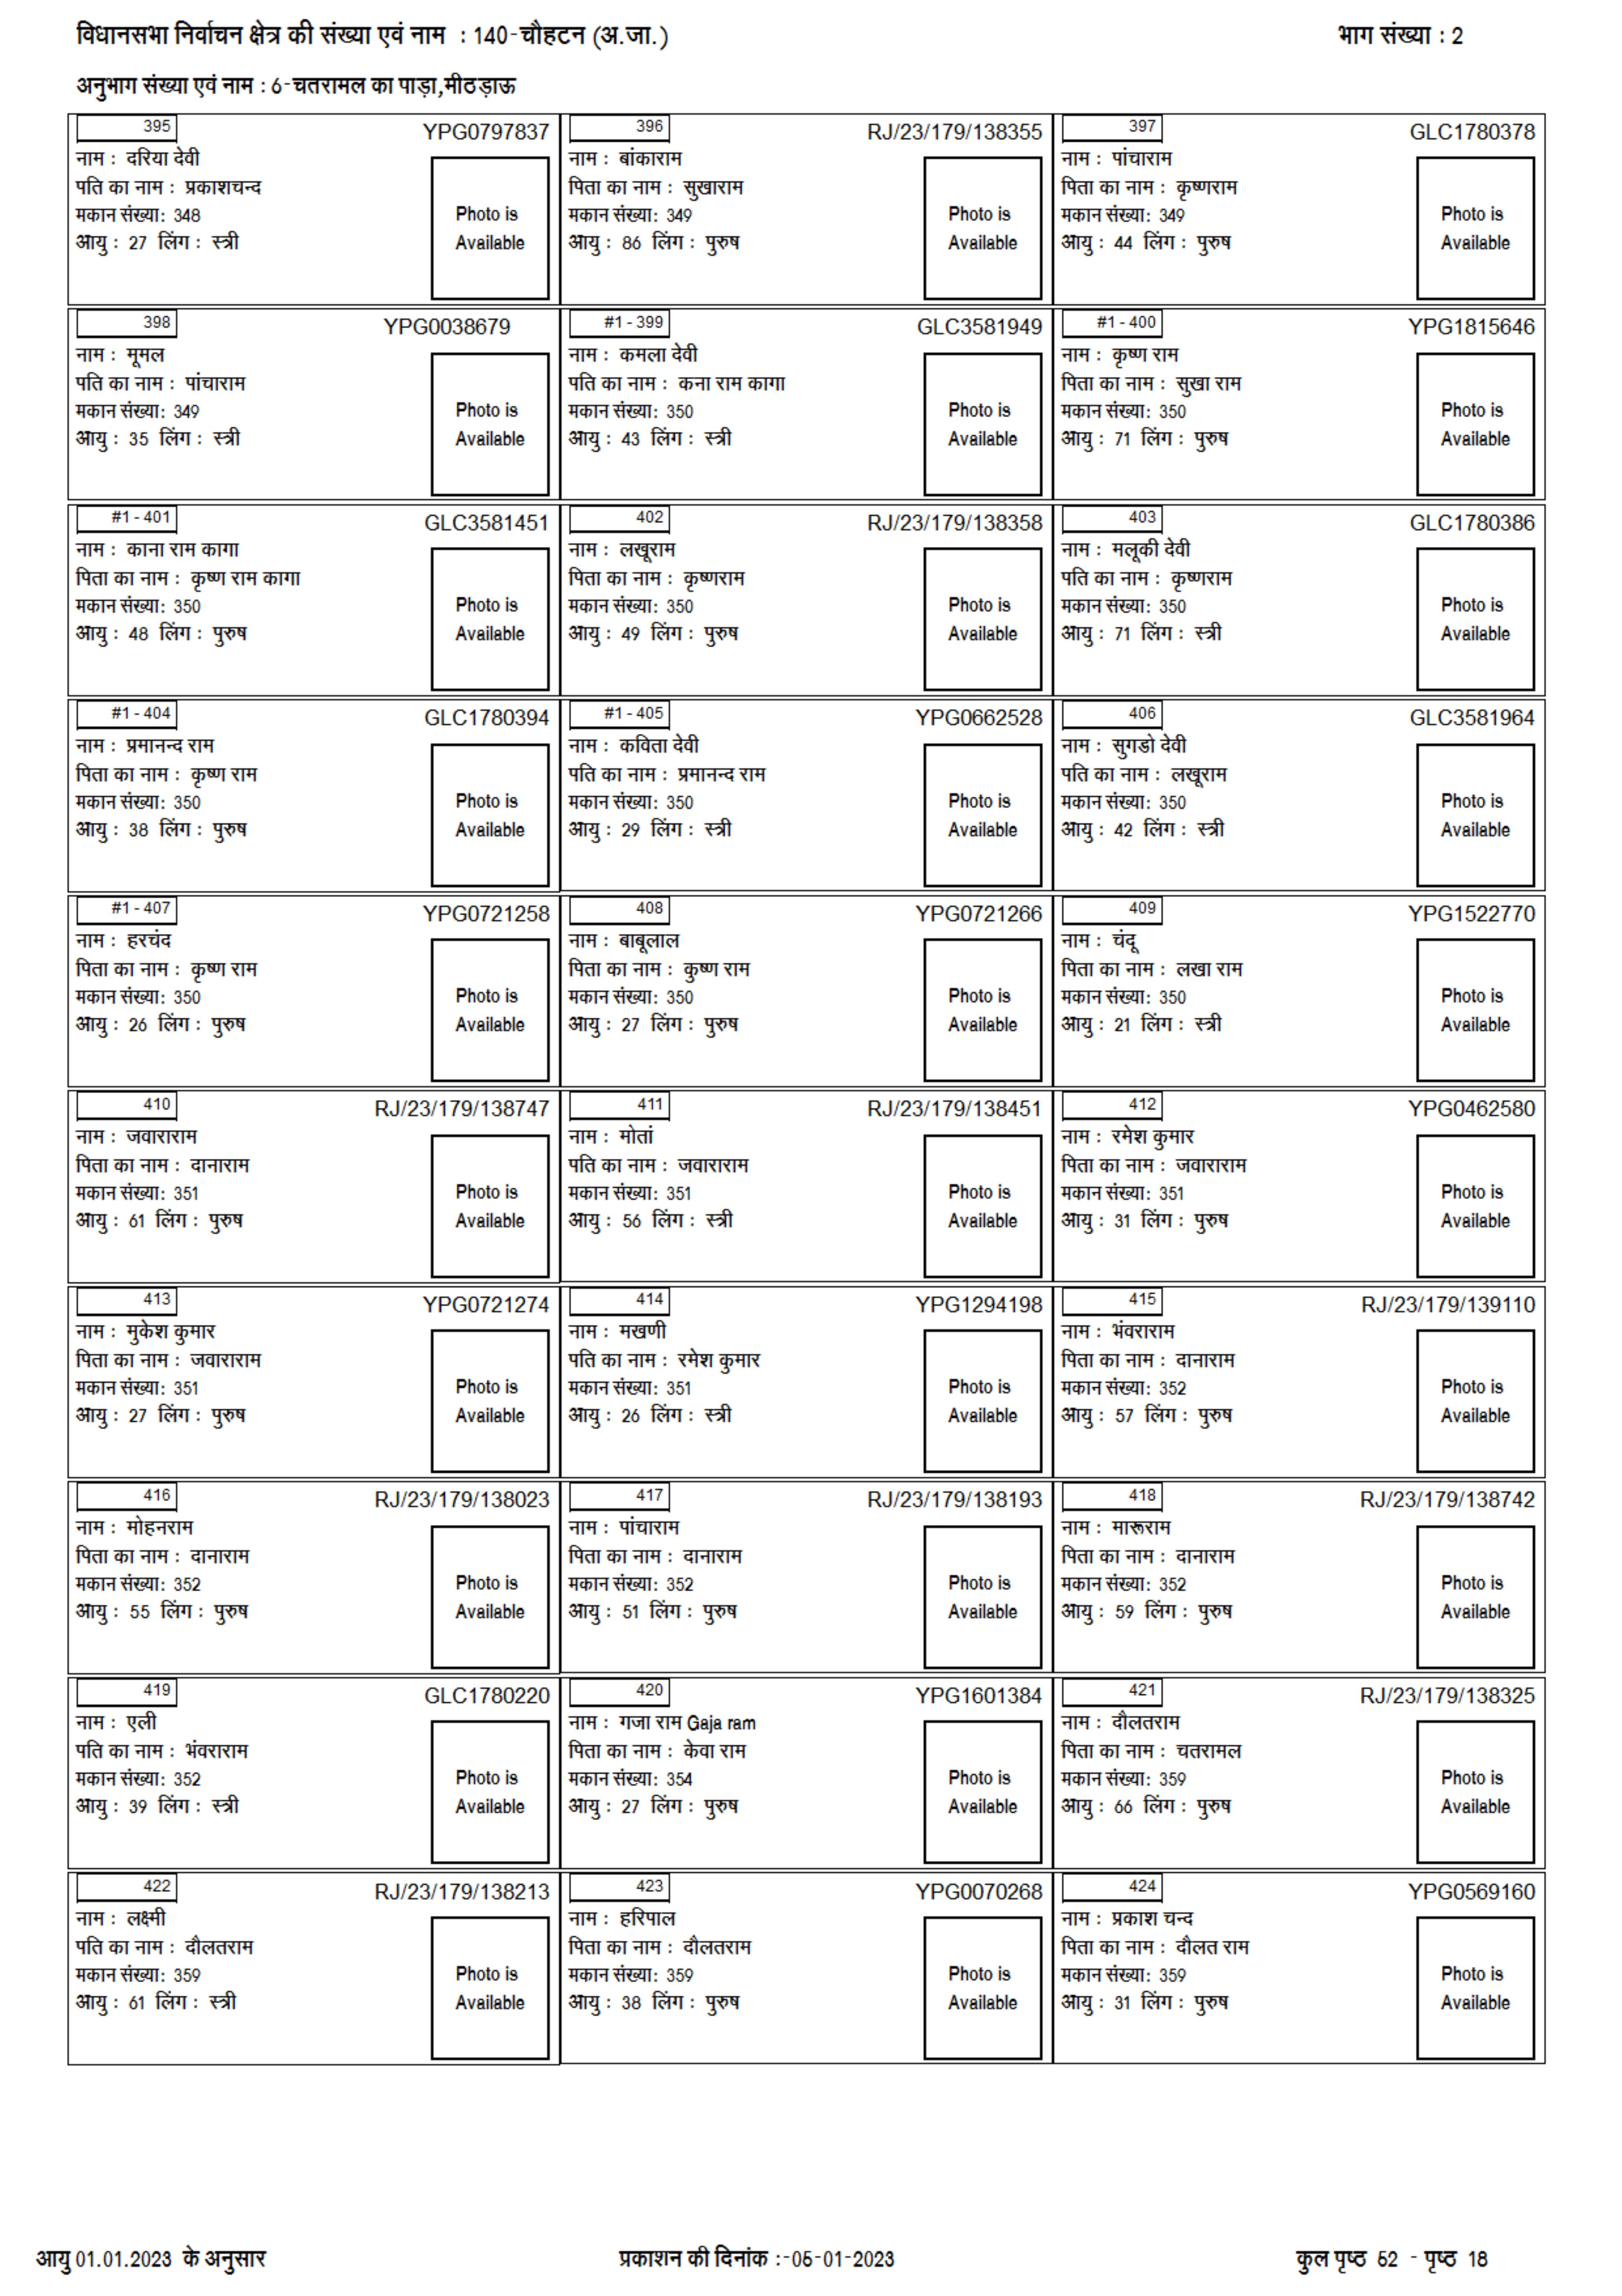 विधानसभा निर्वाचन क्षेत्र की संख्या एवं नाम : 140-चौहटन (अ.जा.) भाग संख्या : 2
अनुभाग संख्या एवं नाम : 6-चतरामल का पाड़ा,मीठड़ाऊ
395 YPG0797837
नाम : दरिया देवी
पति का नाम : प्रकाशचन्द
मकान संख्या: 348
आयु : 27 लिंग : स्त्री
Photo is
Available
396 RJ/23/179/138355
नाम : बांकाराम
पिता का नाम : सुखाराम
मकान संख्या: 349
आयु : 86 लिंग : पुरुष
Photo is
Available
397 GLC1780378
नाम : पांचाराम
पिता का नाम : कृष्णराम
मकान संख्या: 349
आयु : 44 लिंग : पुरुष
Photo is
Available
398 YPG0038679
नाम : मूमल
पति का नाम : पांचाराम
मकान संख्या: 349
आयु : 35 लिंग : स्त्री
Photo is
Available
#1 - 399 GLC3581949
नाम : कमला देवी
पति का नाम : कना राम कागा
मकान संख्या: 350
आयु : 43 लिंग : स्त्री
Photo is
Available
#1 - 400 YPG1815646
नाम : कृष्ण राम
पिता का नाम : सुखा राम
मकान संख्या: 350
आयु : 71 लिंग : पुरुष
Photo is
Available
#1 - 401 GLC3581451
नाम : काना राम कागा
पिता का नाम : कृष्ण राम कागा
मकान संख्या: 350
आयु : 48 लिंग : पुरुष
Photo is
Available
402 RJ/23/179/138358
नाम : लखूराम
पिता का नाम : कृष्णराम
मकान संख्या: 350
आयु : 49 लिंग : पुरुष
Photo is
Available
403 GLC1780386
नाम : मलूकी देवी
पति का नाम : कृष्णराम
मकान संख्या: 350
आयु : 71 लिंग : स्त्री
Photo is
Available
#1 - 404 GLC1780394
नाम : प्रमानन्द राम
पिता का नाम : कृष्ण राम
मकान संख्या: 350
आयु : 38 लिंग : पुरुष
Photo is
Available
#1 - 405 YPG0662528
नाम : कविता देवी
पति का नाम : प्रमानन्द राम
मकान संख्या: 350
आयु : 29 लिंग : स्त्री
Photo is
Available
406 GLC3581964
नाम : सुगडो देवी
पति का नाम : लखूराम
मकान संख्या: 350
आयु : 42 लिंग : स्त्री
Photo is
Available
#1 - 407 YPG0721258
नाम : हरचंद
पिता का नाम : कृष्ण राम
मकान संख्या: 350
आयु : 26 लिंग : पुरुष
Photo is
Available
408 YPG0721266
नाम : बाबूलाल
पिता का नाम : कुष्ण राम
मकान संख्या: 350
आयु : 27 लिंग : पुरुष
Photo is
Available
409 YPG1522770
नाम : चंदू
पिता का नाम : लखा राम
मकान संख्या: 350
आयु : 21 लिंग : स्त्री
Photo is
Available
410 RJ/23/179/138747
नाम : जवाराराम
पिता का नाम : दानाराम
मकान संख्या: 351
आयु : 61 लिंग : पुरुष
Photo is
Available
411 RJ/23/179/138451
नाम : मोतां
पति का नाम : जवाराराम
मकान संख्या: 351
आयु : 56 लिंग : स्त्री
Photo is
Available
412 YPG0462580
नाम : रमेश कुमार
पिता का नाम : जवाराराम
मकान संख्या: 351
आयु : 31 लिंग : पुरुष
Photo is
Available
413 YPG0721274
नाम : मुकेश कुमार
पिता का नाम : जवाराराम
मकान संख्या: 351
आयु : 27 लिंग : पुरुष
Photo is
Available
414 YPG1294198
नाम : मखणी
पति का नाम : रमेश कुमार
मकान संख्या: 351
आयु : 26 लिंग : स्त्री
Photo is
Available
415 RJ/23/179/139110
नाम : भंवराराम
पिता का नाम : दानाराम
मकान संख्या: 352
आयु : 57 लिंग : पुरुष
Photo is
Available
416 RJ/23/179/138023
नाम : मोहनराम
पिता का नाम : दानाराम
मकान संख्या: 352
आयु : 55 लिंग : पुरुष
Photo is
Available
417 RJ/23/179/138193
नाम : पांचाराम
पिता का नाम : दानाराम
मकान संख्या: 352
आयु : 51 लिंग : पुरुष
Photo is
Available
418 RJ/23/179/138742
नाम : मारूराम
पिता का नाम : दानाराम
मकान संख्या: 352
आयु : 59 लिंग : पुरुष
Photo is
Available
419 GLC1780220
नाम : एली
पति का नाम : भंवराराम
मकान संख्या: 352
आयु : 39 लिंग : स्त्री
Photo is
Available
420 YPG1601384
नाम : गजा राम Gaja ram
पिता का नाम : केवा राम
मकान संख्या: 354
आयु : 27 लिंग : पुरुष
Photo is
Available
421 RJ/23/179/138325
नाम : दौलतराम
पिता का नाम : चतरामल
मकान संख्या: 359
आयु : 66 लिंग : पुरुष
Photo is
Available
422 RJ/23/179/138213
नाम : लक्ष्मी
पति का नाम : दौलतराम
मकान संख्या: 359
आयु : 61 लिंग : स्त्री
Photo is
Available
423 YPG0070268
नाम : हरिपाल
पिता का नाम : दौलतराम
मकान संख्या: 359
आयु : 38 लिंग : पुरुष
Photo is
Available
424 YPG0569160
नाम : प्रकाश चन्द
पिता का नाम : दौलत राम
मकान संख्या: 359
आयु : 31 लिंग : पुरुष
Photo is
Available
आयु 01.01.2023 के अनुसार प्रकाशन की दिनांक :-05-01-2023 कुल पृष्ठ 52 - पृष्ठ 18